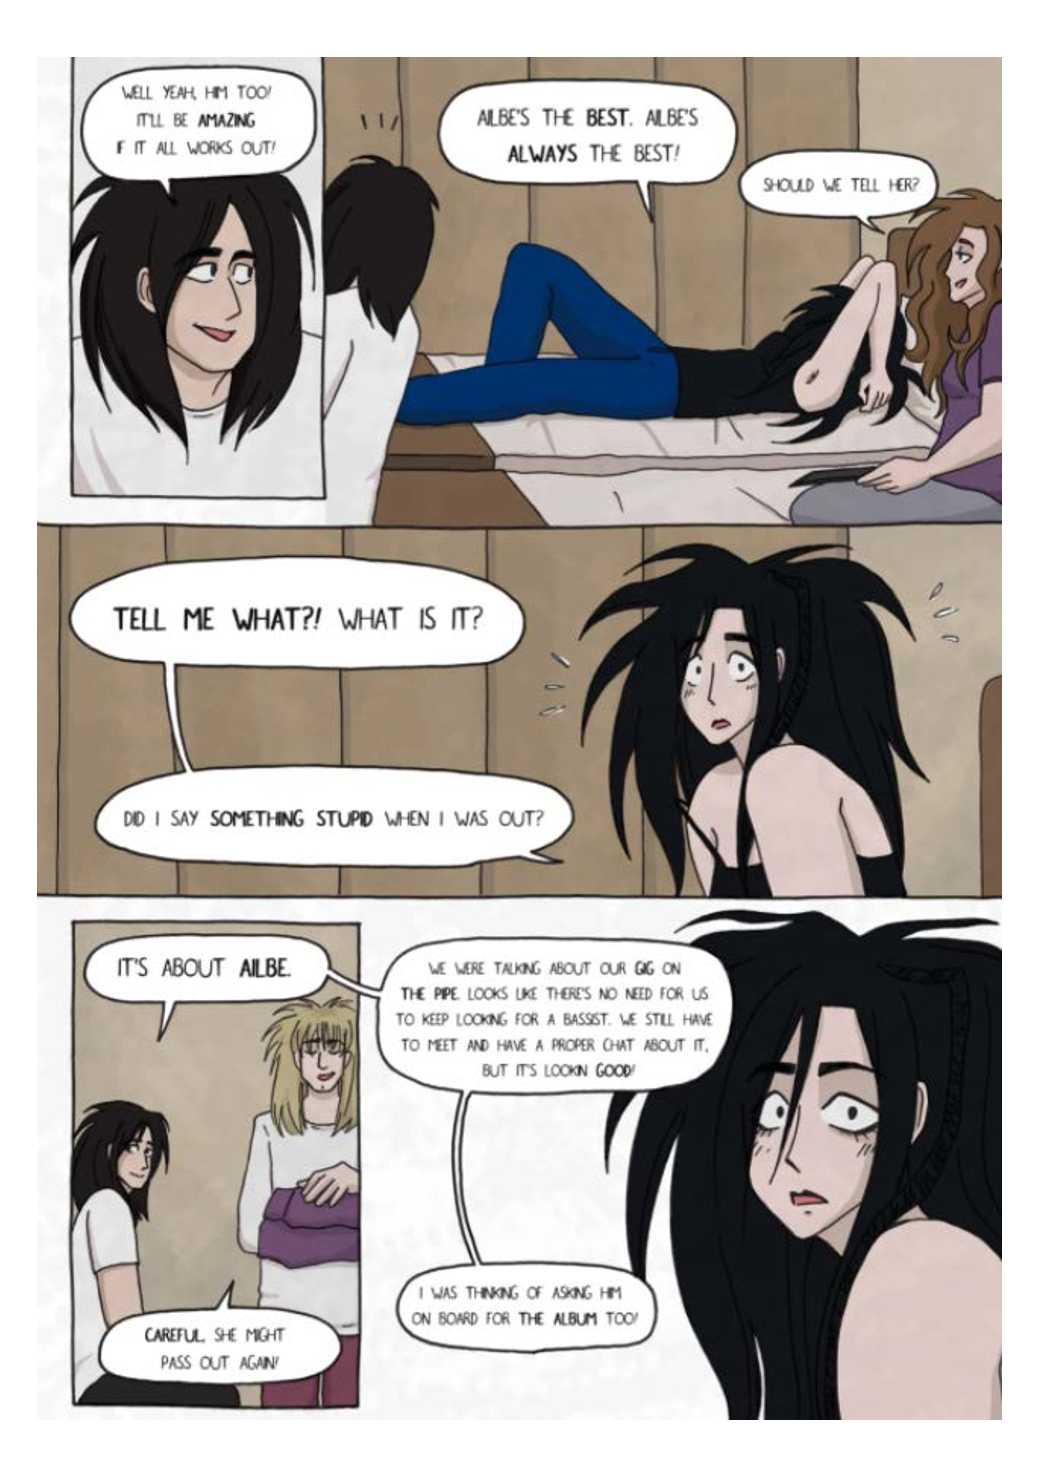 WELL YEAH, HIM TOO!
IT'LL BE AMAZING
IF IT ALL WORKS OUT!
AILBE'S THE BEST. AILBE'S
ALWAYS THE BEST!
SHOULD WE TELL HER?
TELL ME WHAT?! WHAT IS IT?
DID I SAY SOMETHING STUPID WHEN I WAS OUT?
IT'S ABOUT AILBE.
WE WERE TALKING ABOUT OUR GIG ON
THE PIPE. LOOKS LIKE THERE'S NO NEED FOR US
TO KEEP LOOKING FOR A BASSIST. WE STILL HAVE
TO MEET AND HAVE A PROPER CHAT ABOUT IT,
BUT IT'S LOOKIN GOOD!
I WAS THINKING OF ASKING HIM
ON BOARD FOR THE ALBUM TOO!
CAREFUL, SHE MIGHT
PASS OUT AGAIN!